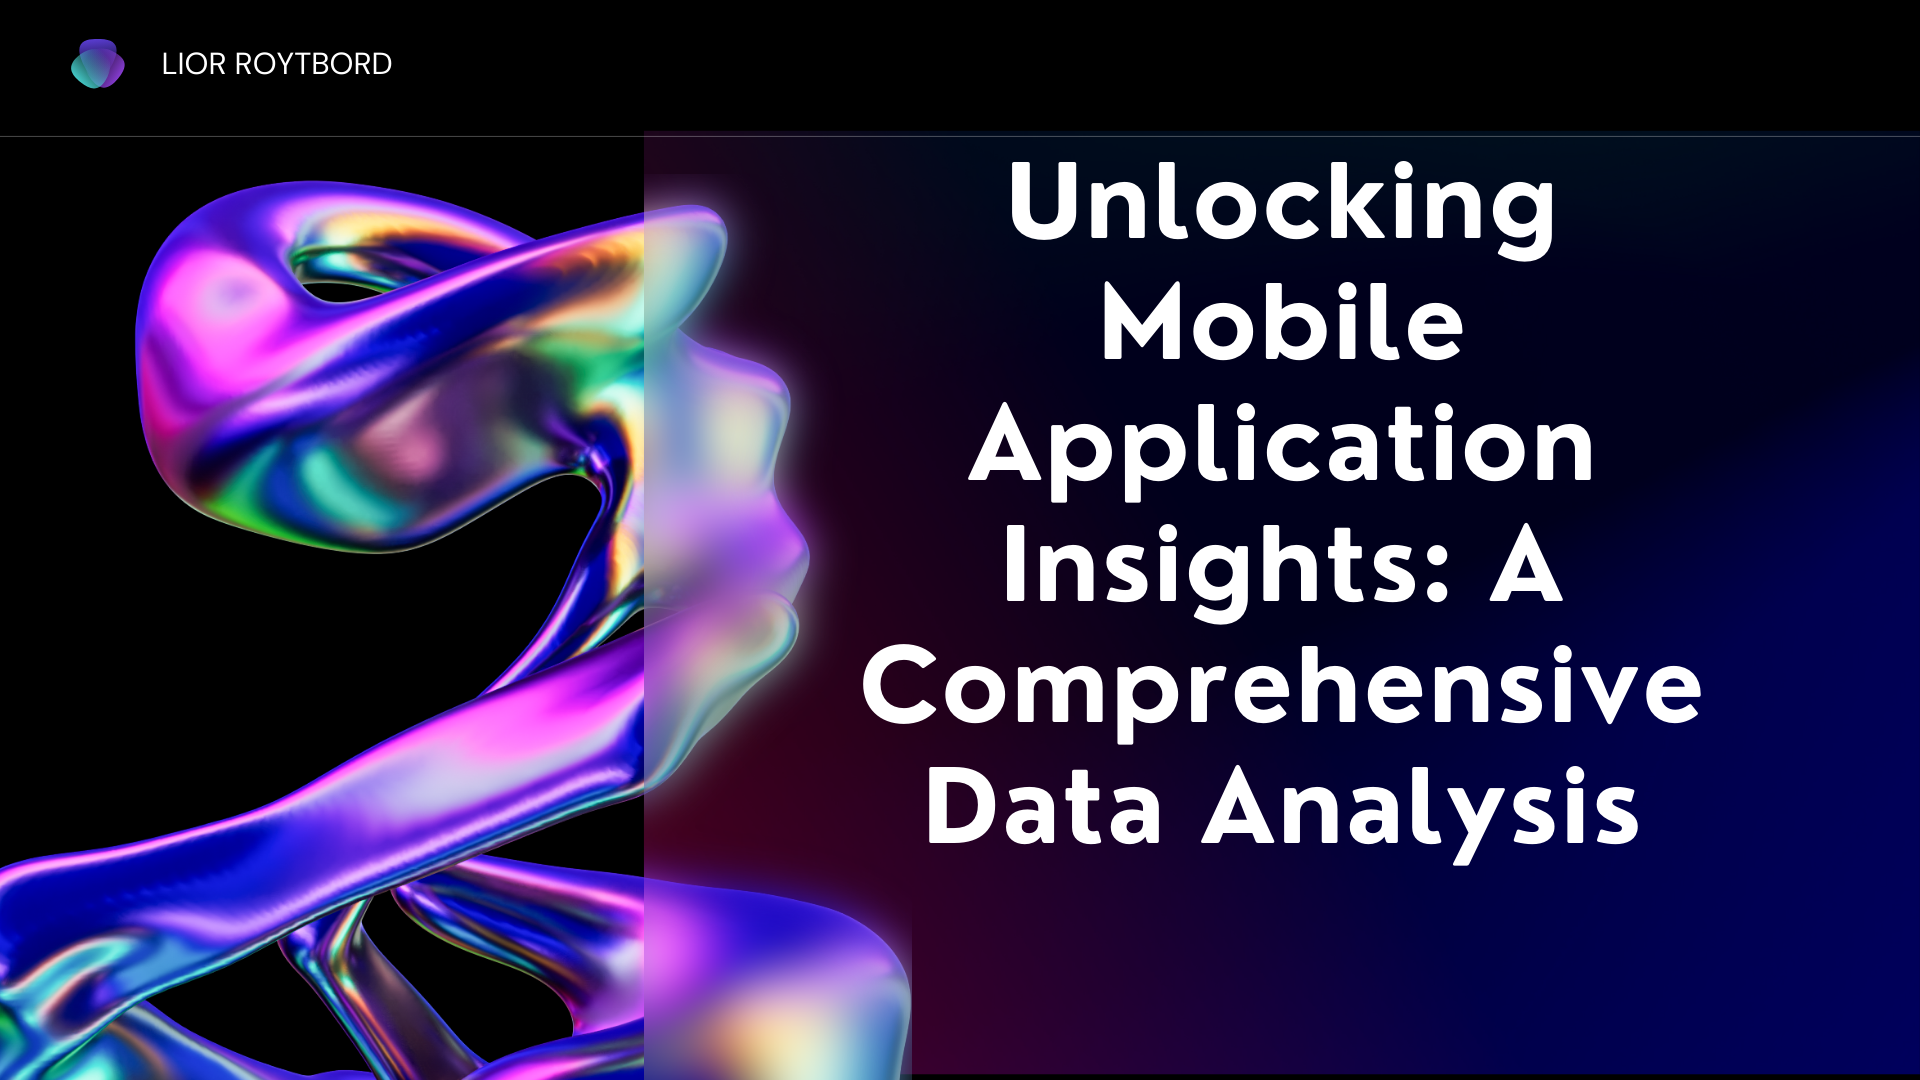 LIOR ROYTBORD
Unlocking
Mobile
Application
Insights: A
Comprehensive
Data Analysis